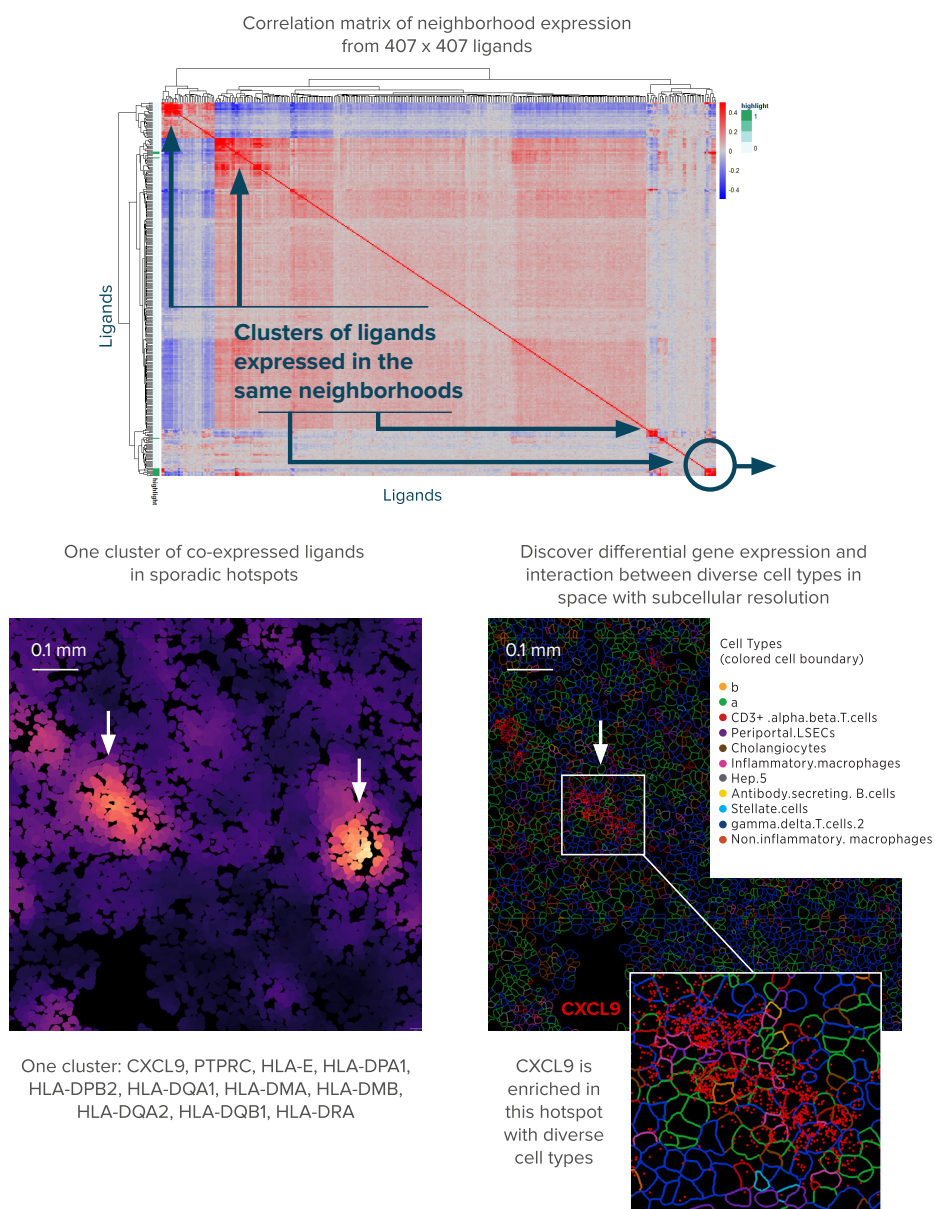 Correlation matrix of neighborhood expression
from 407 x 407 ligands
highlight
0.4
0.2
0
-0.2
-0.4
1
0
Ligands
Clusters of ligands
expressed in the
same neighborhoods
highlight
Ligands
One cluster of co-expressed ligands
in sporadic hotspots
0.1 mm
One cluster: CXCL9, PTPRC, HLA-E, HLA-DPA1,
HLA-DPB2, HLA-DQA1, HLA-DMA, HLA-DMB,
HLA-DQA2, HLA-DQB1, HLA-DRA
Discover differential gene expression and
interaction between diverse cell types in
space with subcellular resolution
0.1 mm
Cell Types
(colored cell boundary)
b
a
CD3+ .alpha.beta.T.cells
Periportal.LSECs
Cholangiocytes
Inflammatory.macrophages
Hep.5
Antibody.secreting. B.cells
Stellate.cells
gamma.delta.T.cells.2
Non.inflammatory. macrophages
CXCL9
CXCL9 is
enriched in
this hotspot
with diverse
cell types